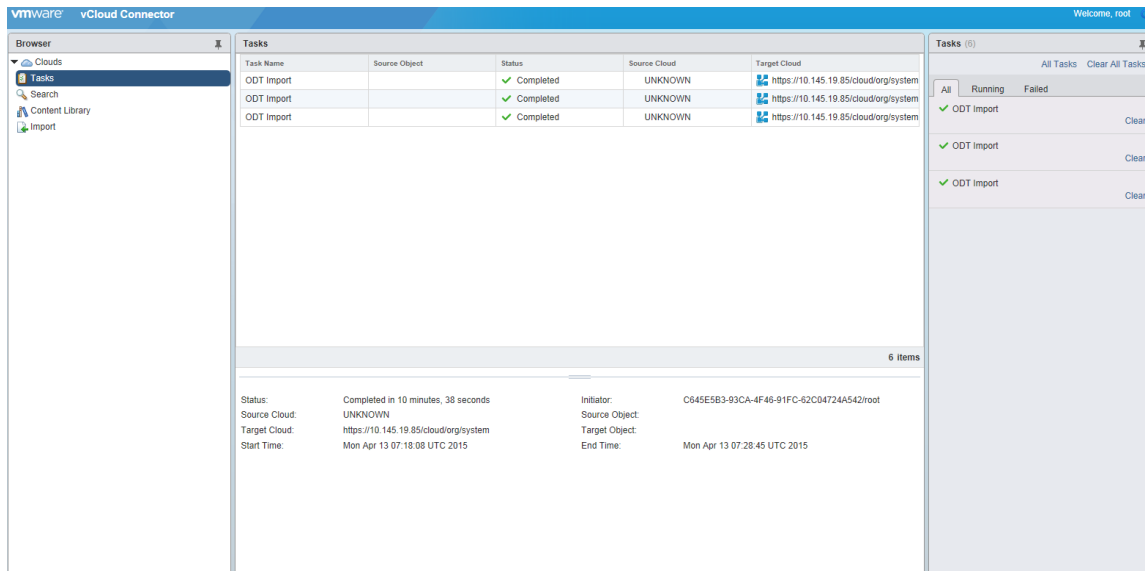 vmware vCloud Connector
Welcome, root
Browser
Clouds
Tasks
Search
Content Library
Import
Tasks
Task Name Source Object Status Source Cloud Target Cloud
ODT Import Completed UNKNOWN https://10.145.19.85/cloud/org/system
ODT Import Completed UNKNOWN https://10.145.19.85/cloud/org/system
ODT Import Completed UNKNOWN https://10.145.19.85/cloud/org/system
6 items
Status: Completed in 10 minutes, 38 seconds Initiator: C645E5B3-93CA-4F46-91FC-62C04724A542/root
Source Cloud: UNKNOWN Source Object:
Target Cloud: https://10.145.19.85/cloud/org/system Target Object:
Start Time: Mon Apr 13 07:18:08 UTC 2015 End Time: Mon Apr 13 07:28:45 UTC 2015
Tasks (6)
All Tasks Clear All Tasks
All Running Failed
ODT Import
Clear
ODT Import
Clear
ODT Import
Clear